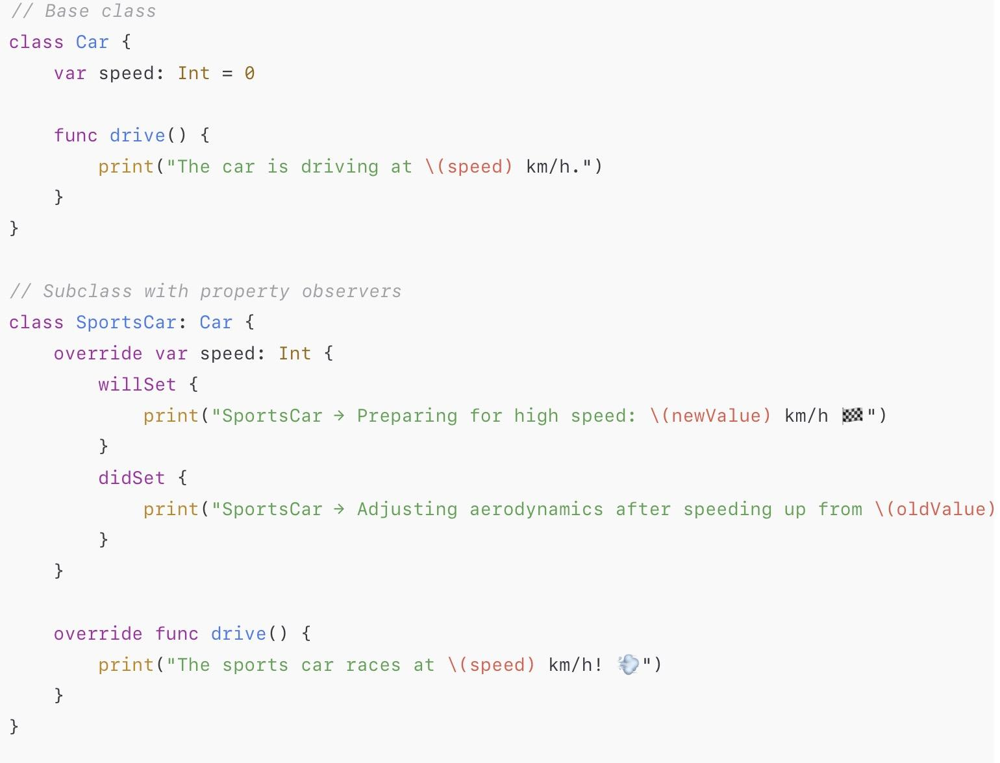 // Base class
class Car {
    var speed: Int = 0

    func drive() {
        print("The car is driving at \(speed) km/h.")
    }
}

// Subclass with property observers
class SportsCar: Car {
    override var speed: Int {
        willSet {
            print("SportsCar → Preparing for high speed: \(newValue) km/h 🏁")
        }
        didSet {
            print("SportsCar → Adjusting aerodynamics after speeding up from \(oldValue)
        }
    }

    override func drive() {
        print("The sports car races at \(speed) km/h! 💨")
    }
}